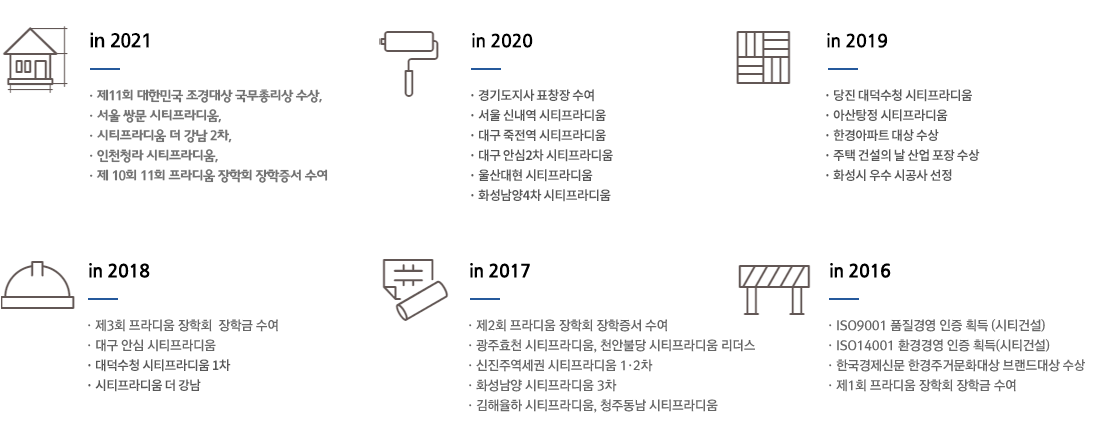 in 2021
· 제11회 대한민국 조경대상 국무총리상 수상,
· 서울 쌍문 시티프라디움,
· 시티프라디움 더 강남 2차,
· 인천청라 시티프라디움,
· 제 10회 11회 프라디움 장학회 장학증서 수여
in 2020
· 경기도지사 표창장 수여
· 서울 신내역 시티프라디움
· 대구 죽전역 시티프라디움
· 대구 안심2차 시티프라디움
· 울산대현 시티프라디움
· 화성남양4차 시티프라디움
in 2019
· 당진 대덕수청 시티프라디움
· 아산탕정 시티프라디움
· 한경아파트 대상 수상
· 주택 건설의 날 산업 포장 수상
· 화성시 우수 시공사 선정
in 2018
· 제3회 프라디움 장학회 장학금 수여
· 대구 안심 시티프라디움
· 대덕수청 시티프라디움 1차
· 시티프라디움 더 강남
in 2017
· 제2회 프라디움 장학회 장학증서 수여
· 광주효천 시티프라디움, 천안불당 시티프라디움 리더스
· 신진주역세권 시티프라디움 1·2차
· 화성남양 시티프라디움 3차
· 김해율하 시티프라디움, 청주동남 시티프라디움
in 2016
· ISO9001 품질경영 인증 획득 (시티건설)
· ISO14001 환경경영 인증 획득(시티건설)
· 한국경제신문 한경주거문화대상 브랜드대상 수상
· 제1회 프라디움 장학회 장학금 수여